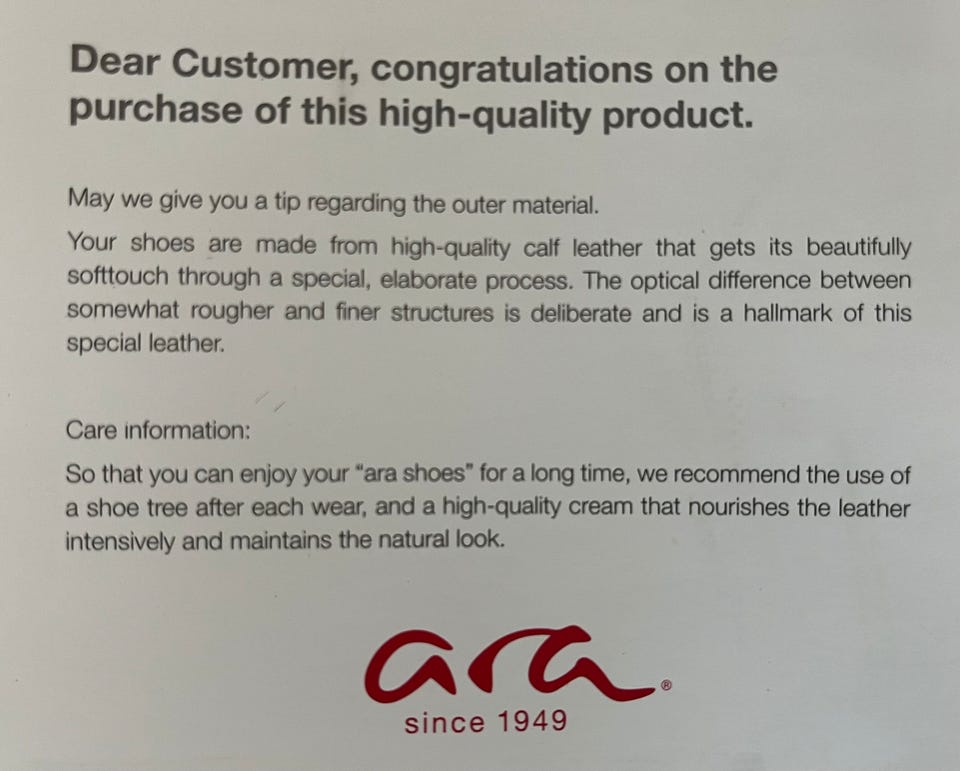 Dear Customer, congratulations on the
purchase of this high-quality product.
May we give you a tip regarding the outer material.
Your shoes are made from high-quality calf leather that gets its beautifully
softtouch through a special, elaborate process. The optical difference between
somewhat rougher and finer structures is deliberate and is a hallmark of this
special leather.
Care information:
So that you can enjoy your “ara shoes” for a long time, we recommend the use of
a shoe tree after each wear, and a high-quality cream that nourishes the leather
intensively and maintains the natural look.
ara®
since 1949